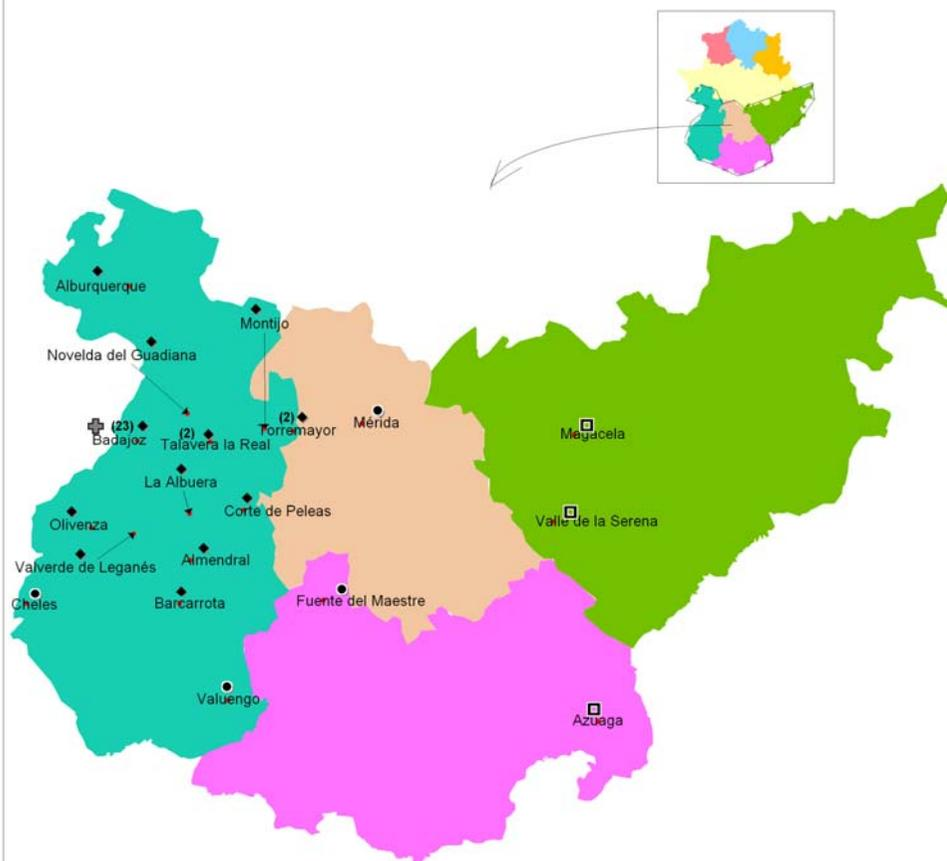 Alburquerque
Montijo
Novelda del Guadiana
(2)
Torremayor
Mérida
(23)
Badajoz
(2)
Talavera la Real
Magacela
La Albuera
Corte de Peleas
Olivenza
Valle de la Serena
Valverde de Leganés
Almendral
Cheles
Barcarrota
Fuente del Maestre
Valuengo
Azuaga